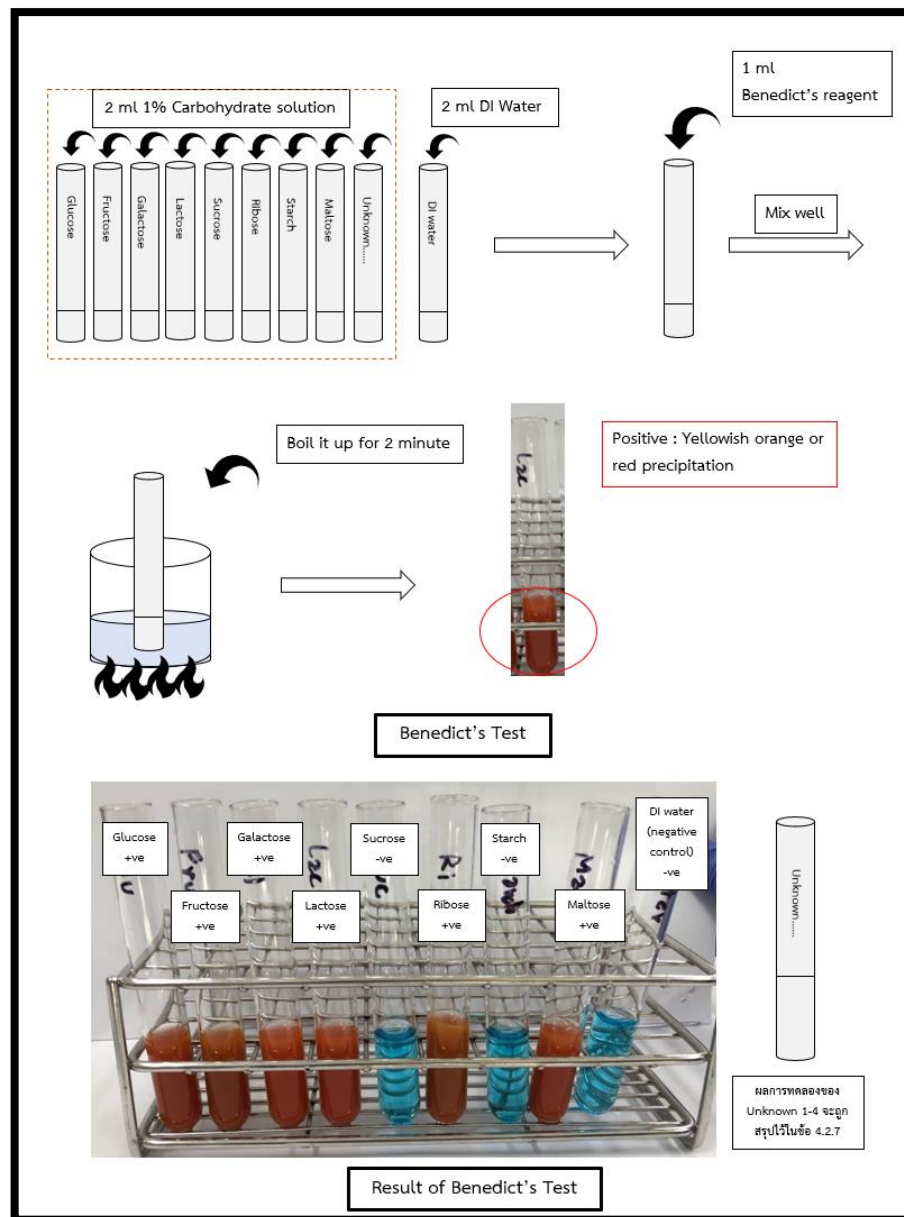 2 ml 1% Carbohydrate solution
2 ml DI Water
1 ml
Benedict's reagent
Glucose
Fructose
Galactose
Lactose
Sucrose
Ribose
Starch
Maltose
Unknown......
DI water
Mix well
Boil it up for 2 minute
Lac
Positive : Yellowish orange or
red precipitation
Benedict's Test
Glucose
+ve
Fructose
+ve
Galactose
+ve
Lactose
+ve
Sucrose
-ve
Ribose
+ve
Starch
-ve
Maltose
+ve
DI water
(negative
control)
-ve
Fru
Lac
Ri
Unknown......
ผลการทดลองของ
Unknown 1-4 จะถูก
สรุปไว้ในข้อ 4.2.7
Result of Benedict's Test